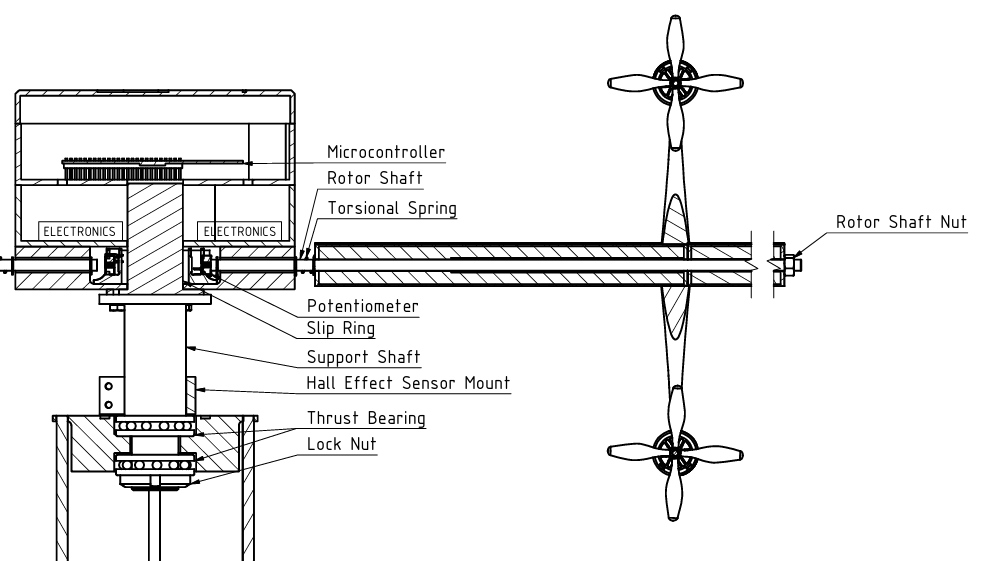 Microcontroller
Rotor Shaft
Torsional Spring
Rotor Shaft Nut
ELECTRONICS
ELECTRONICS
Potentiometer
Slip Ring
Support Shaft
Hall Effect Sensor Mount
Thrust Bearing
Lock Nut